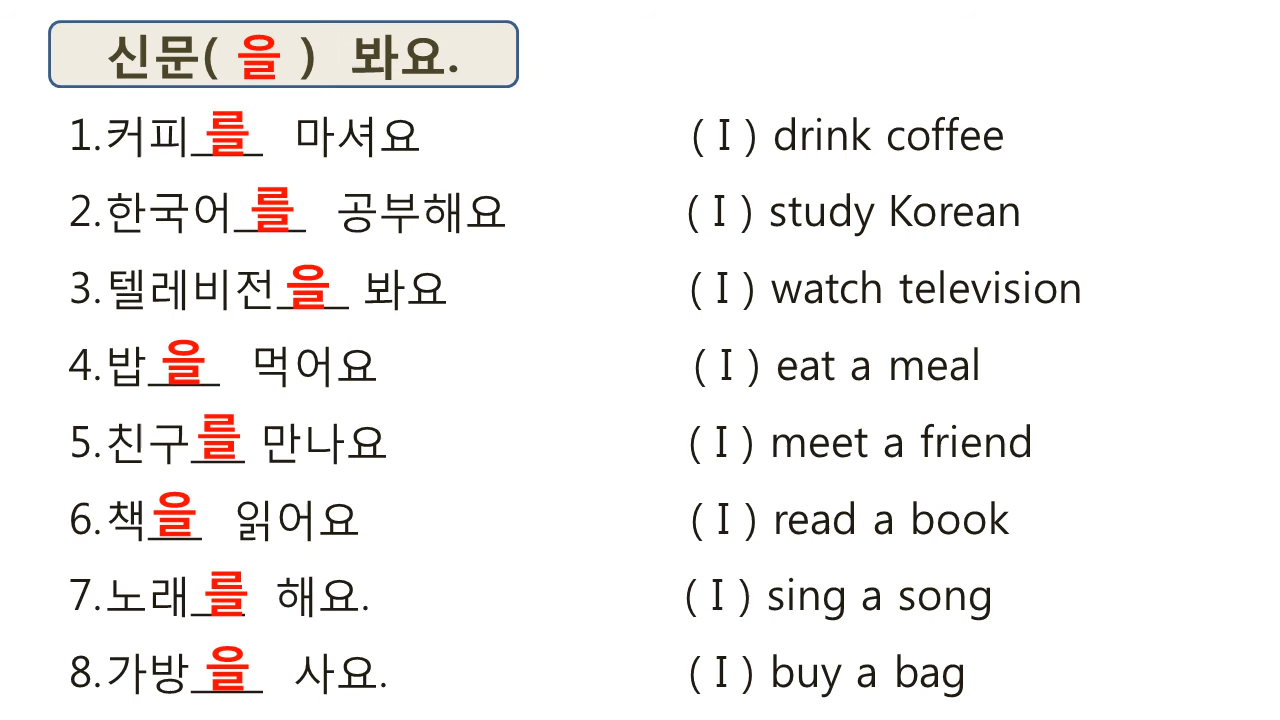 신문( 을 ) 봐요.
1.커피를 마셔요 ( I ) drink coffee
2.한국어를 공부해요 ( I ) study Korean
3.텔레비전을 봐요 ( I ) watch television
4.밥을 먹어요 ( I ) eat a meal
5.친구를 만나요 ( I ) meet a friend
6.책을 읽어요 ( I ) read a book
7.노래를 해요. ( I ) sing a song
8.가방을 사요. ( I ) buy a bag